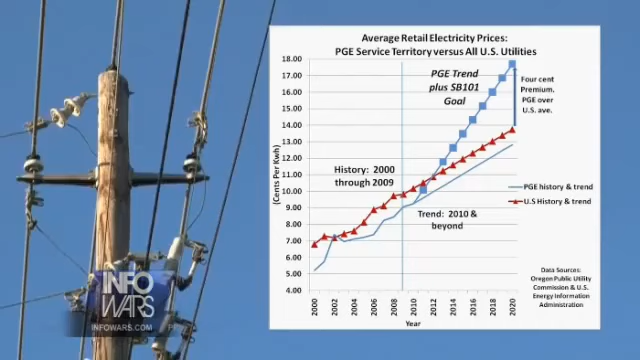 Average Retail Electricity Prices:
PGE Service Territory versus All U.S. Utilities
18.00
17.00
16.00
15.00
14.00
13.00
12.00
11.00
10.00
9.00
8.00
7.00
6.00
5.00
4.00
(Cents Per Kwh)
PGE Trend
plus SB101
Goal
Four cent
Premium.
PGE over
U.S. ave.
History: 2000
through 2009
Trend: 2010 &
beyond
PGE history & trend
U.S History & trend
Data Sources:
Oregon Public Utility
Commission & U.S.
Energy Information
Administration
2000
2002
2004
2006
2008
2010
2012
2014
2016
2018
2020
Year
INFO
WARS
INFOWARS.COM